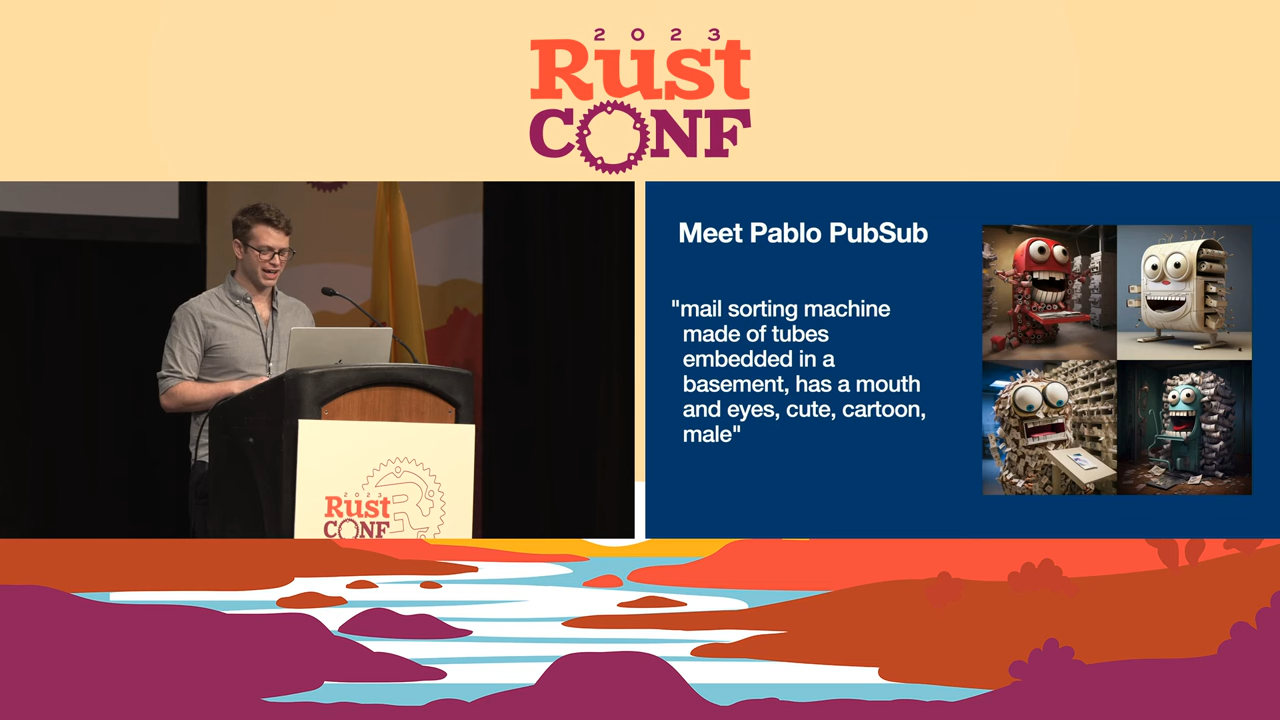 2023
Rust
CONF
Meet Pablo PubSub
"mail sorting machine
made of tubes
embedded in a
basement, has a mouth
and eyes, cute, cartoon,
male"
2023
Rust
CONF
R